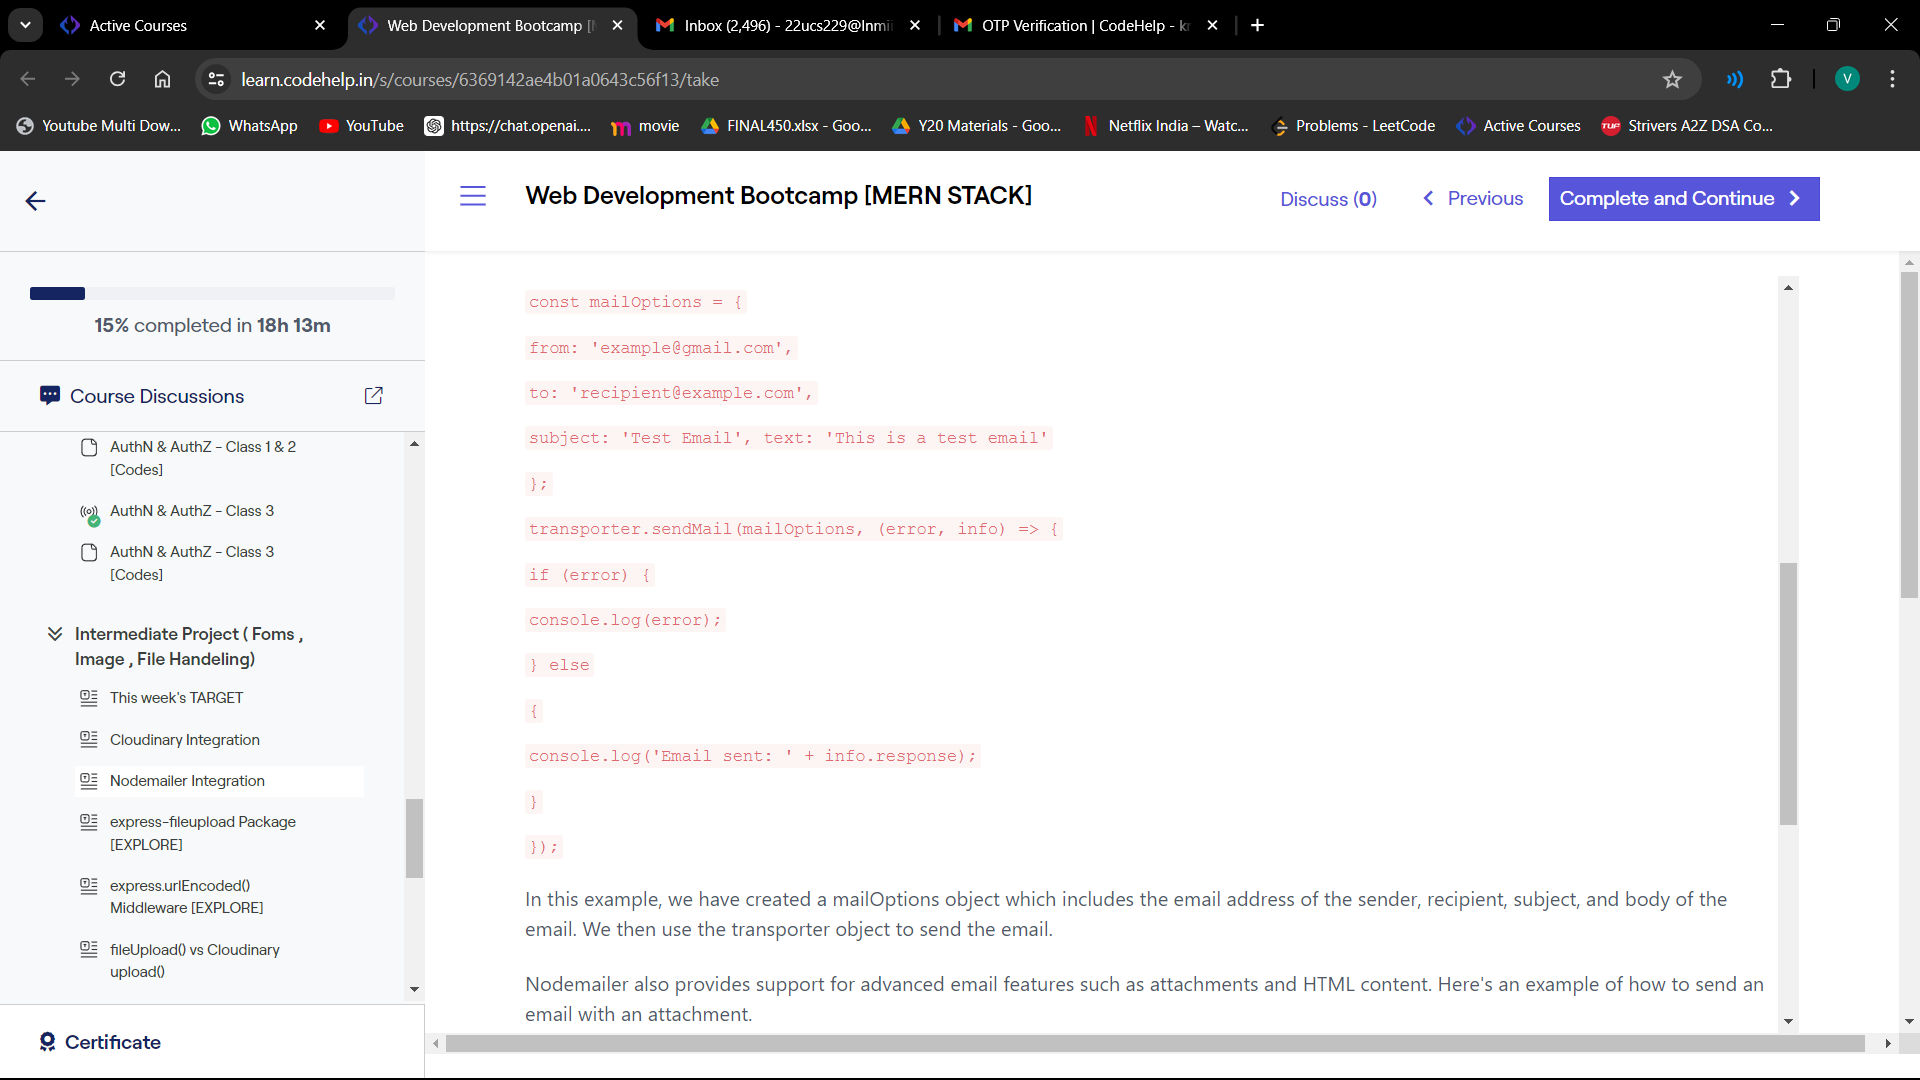 Active Courses
Web Development Bootcamp [
Inbox (2,496) - 22ucs229@lnmii
OTP Verification | CodeHelp - k
learn.codehelp.in/s/courses/6369142ae4b01a0643c56f13/take
V
Youtube Multi Dow...
WhatsApp
YouTube
https://chat.openai....
movie
FINAL450.xlsx - Goo...
Y20 Materials - Goo...
Netflix India – Watc...
Problems - LeetCode
Active Courses
TUF
Strivers A2Z DSA Co...
Web Development Bootcamp [MERN STACK]
Discuss (0)
Previous
Complete and Continue
15% completed in 18h 13m
Course Discussions
AuthN & AuthZ - Class 1 & 2
[Codes]
AuthN & AuthZ - Class 3
AuthN & AuthZ - Class 3
[Codes]
Intermediate Project ( Foms ,
Image , File Handeling)
This week's TARGET
Cloudinary Integration
Nodemailer Integration
express-fileupload Package
[EXPLORE]
express.urlEncoded()
Middleware [EXPLORE]
fileUpload() vs Cloudinary
upload()
Certificate
const mailOptions = {
from: 'example@gmail.com',
to: 'recipient@example.com',
subject: 'Test Email', text: 'This is a test email'
};
transporter.sendMail(mailOptions, (error, info) => {
if (error) {
console.log(error);
} else
{
console.log('Email sent: ' + info.response);
}
});
In this example, we have created a mailOptions object which includes the email address of the sender, recipient, subject, and body of the
email. We then use the transporter object to send the email.
Nodemailer also provides support for advanced email features such as attachments and HTML content. Here's an example of how to send an
email with an attachment.